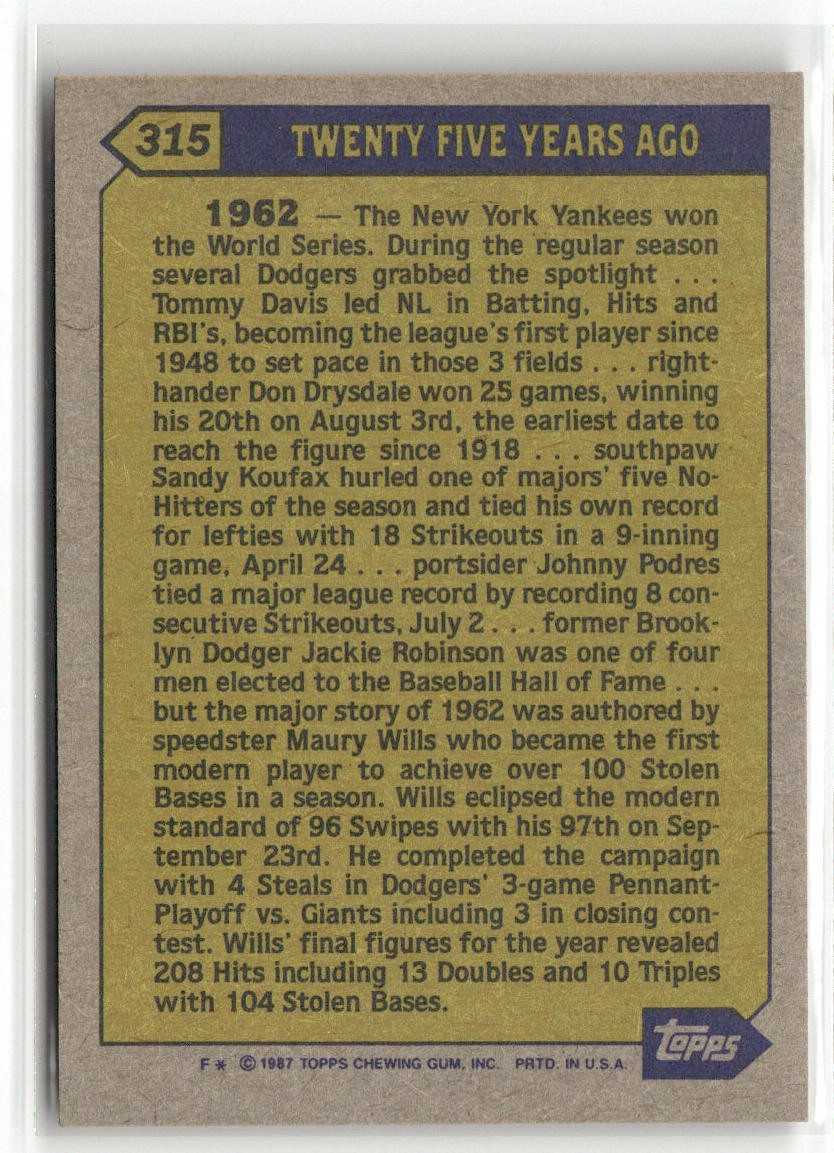 315 TWENTY FIVE YEARS AGO
1962 — The New York Yankees won
the World Series. During the regular season
several Dodgers grabbed the spotlight . . .
Tommy Davis led NL in Batting, Hits and
RBI's, becoming the league's first player since
1948 to set pace in those 3 fields . . . right-
hander Don Drysdale won 25 games, winning
his 20th on August 3rd, the earliest date to
reach the figure since 1918 . . . southpaw
Sandy Koufax hurled one of majors' five No-
Hitters of the season and tied his own record
for lefties with 18 Strikeouts in a 9-inning
game, April 24 . . . portsider Johnny Podres
tied a major league record by recording 8 con-
secutive Strikeouts, July 2 . . . former Brook-
lyn Dodger Jackie Robinson was one of four
men elected to the Baseball Hall of Fame . . .
but the major story of 1962 was authored by
speedster Maury Wills who became the first
modern player to achieve over 100 Stolen
Bases in a season. Wills eclipsed the modern
standard of 96 Swipes with his 97th on Sep-
tember 23rd. He completed the campaign
with 4 Steals in Dodgers' 3-game Pennant-
Playoff vs. Giants including 3 in closing con-
test. Wills' final figures for the year revealed
208 Hits including 13 Doubles and 10 Triples
with 104 Stolen Bases.
topps
F* © 1987 TOPPS CHEWING GUM, INC. PRTD. IN U.S.A.